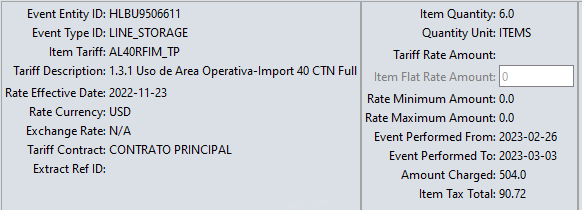 Event Entity ID: HLBU9506611
Event Type ID: LINE_STORAGE
Item Tariff: AL40RFIM_TP
Tariff Description: 1.3.1 Uso de Area Operativa-Import 40 CTN Full
Rate Effective Date: 2022-11-23
Rate Currency: USD
Exchange Rate: N/A
Tariff Contract: CONTRATO PRINCIPAL
Extract Ref ID:
Item Quantity: 6.0
Quantity Unit: ITEMS
Tariff Rate Amount:
Item Flat Rate Amount: 0
Rate Minimum Amount: 0.0
Rate Maximum Amount: 0.0
Event Performed From: 2023-02-26
Event Performed To: 2023-03-03
Amount Charged: 504.0
Item Tax Total: 90.72